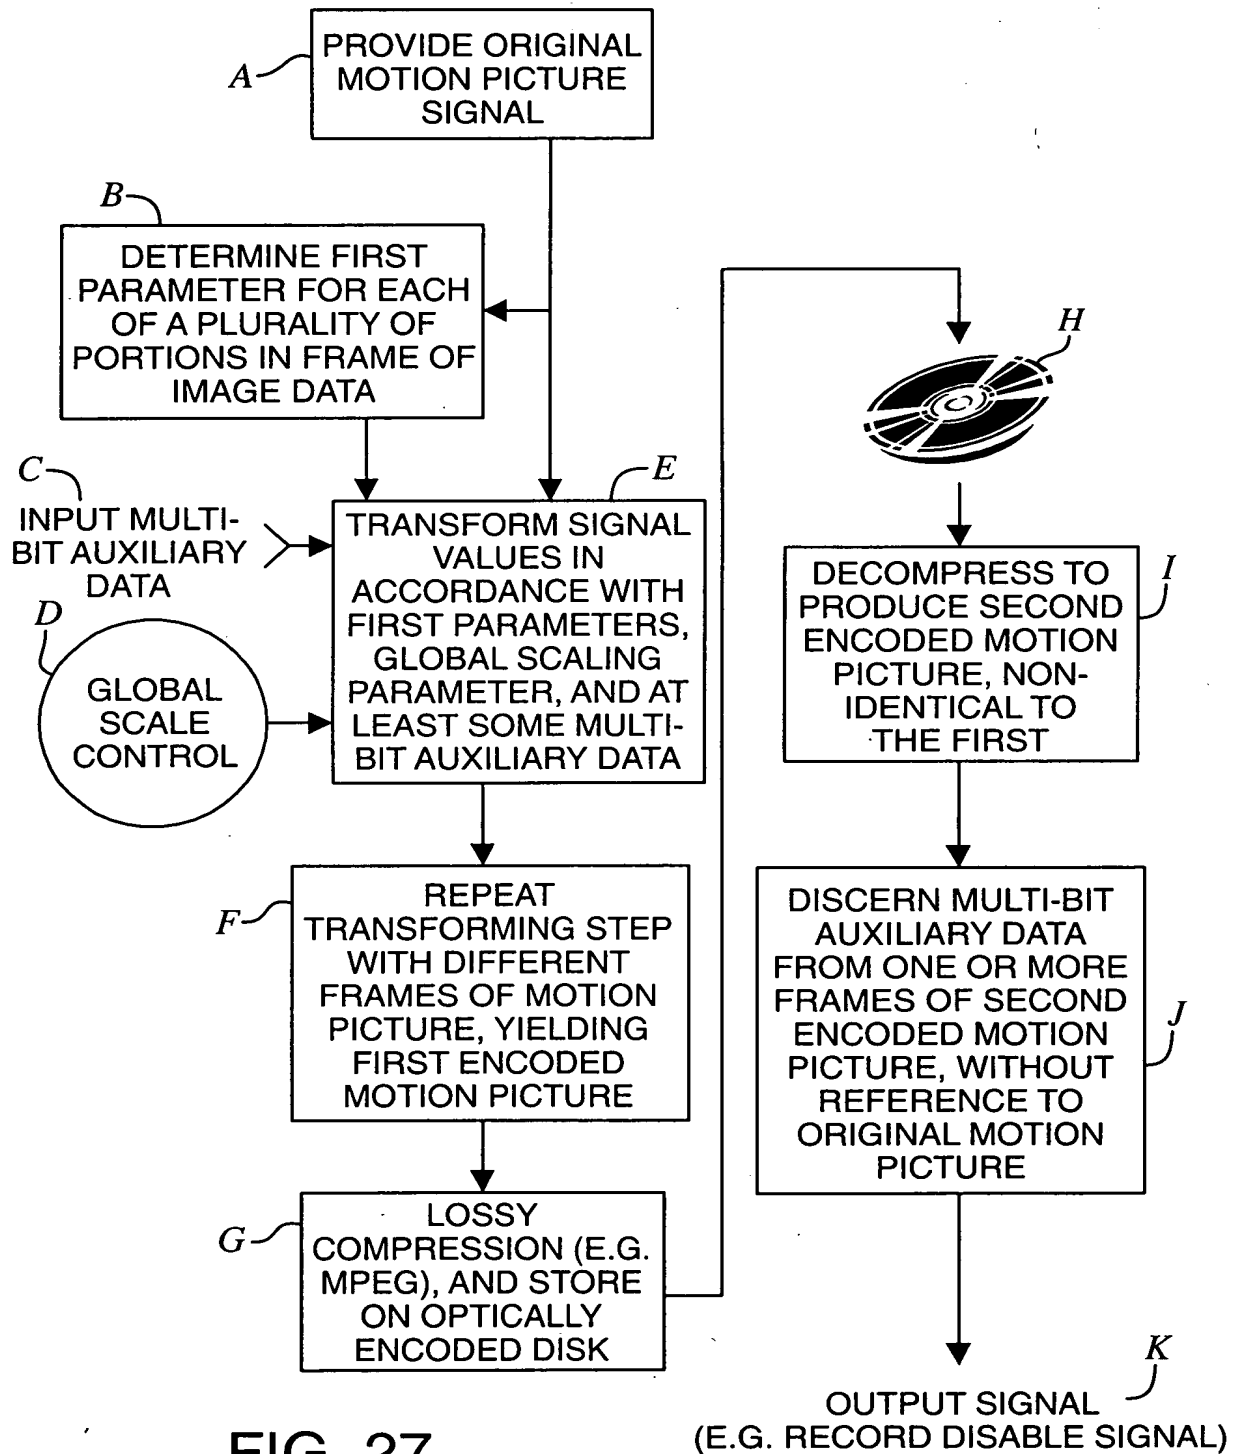 A
PROVIDE ORIGINAL
MOTION PICTURE
SIGNAL
B
DETERMINE FIRST
PARAMETER FOR EACH
OF A PLURALITY OF
PORTIONS IN FRAME OF
IMAGE DATA
C
INPUT MULTI-
BIT AUXILIARY
DATA
D
GLOBAL
SCALE
CONTROL
E
TRANSFORM SIGNAL
VALUES IN
ACCORDANCE WITH
FIRST PARAMETERS,
GLOBAL SCALING
PARAMETER, AND AT
LEAST SOME MULTI-
BIT AUXILIARY DATA
F
REPEAT
TRANSFORMING STEP
WITH DIFFERENT
FRAMES OF MOTION
PICTURE, YIELDING
FIRST ENCODED
MOTION PICTURE
G
LOSSY
COMPRESSION (E.G.
MPEG), AND STORE
ON OPTICALLY
ENCODED DISK
H
I
DECOMPRESS TO
PRODUCE SECOND
ENCODED MOTION
PICTURE, NON-
IDENTICAL TO
THE FIRST
J
DISCERN MULTI-BIT
AUXILIARY DATA
FROM ONE OR MORE
FRAMES OF SECOND
ENCODED MOTION
PICTURE, WITHOUT
REFERENCE TO
ORIGINAL MOTION
PICTURE
K
OUTPUT SIGNAL
(E.G. RECORD DISABLE SIGNAL)
FIG. 27